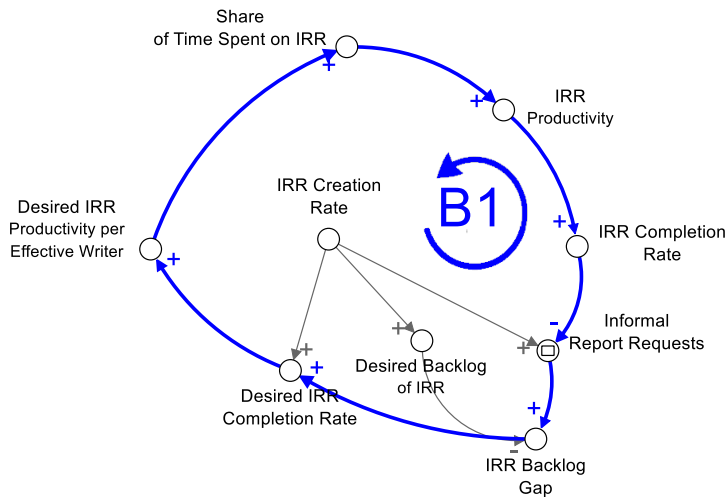 Share
of Time Spent on IRR
+
+
IRR
Productivity
IRR Creation
Rate
B1
Desired IRR
Productivity per
Effective Writer
+
+
IRR Completion
Rate
-
Informal
Report Requests
+
+
+
+
Desired Backlog
of IRR
Desired IRR
Completion Rate
+
-
IRR Backlog
Gap